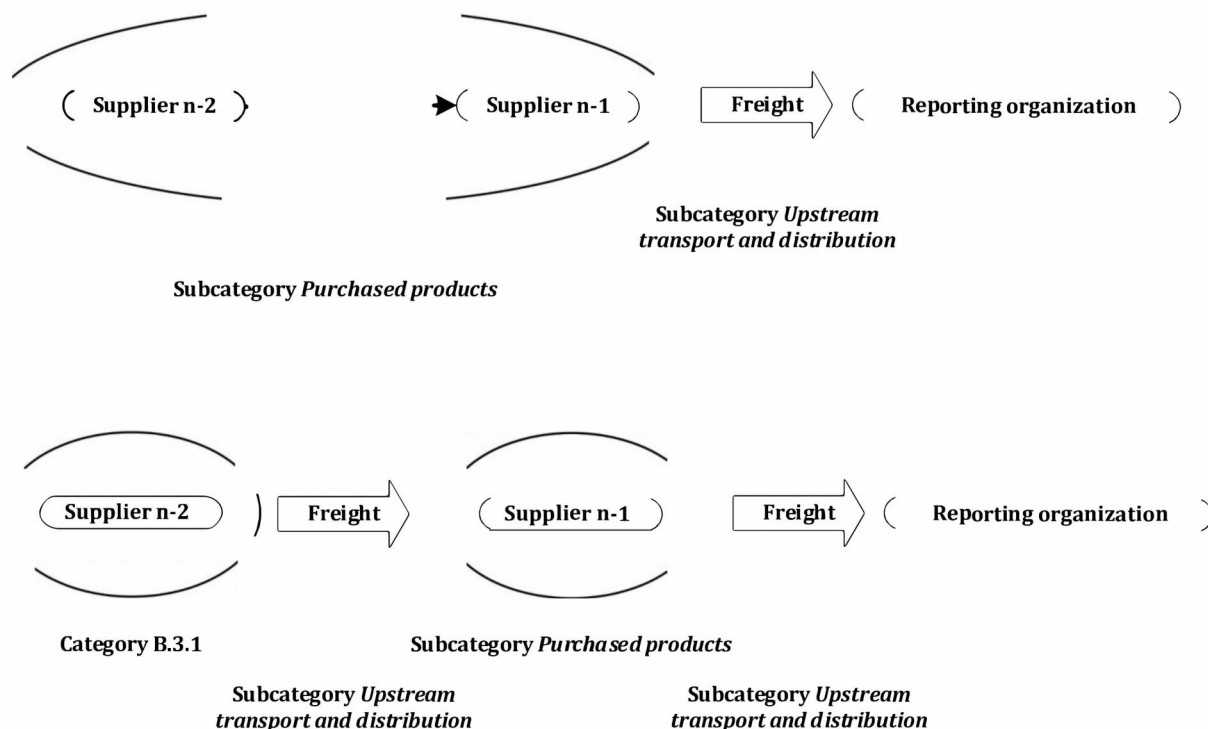 Supplier n-2
Supplier n-1
Freight
Reporting organization
Subcategory Upstream
transport and distribution
Subcategory Purchased products
Supplier n-2
Freight
Supplier n-1
Freight
Reporting organization
Category B.3.1
Subcategory Purchased products
Subcategory Upstream
transport and distribution
Subcategory Upstream
transport and distribution